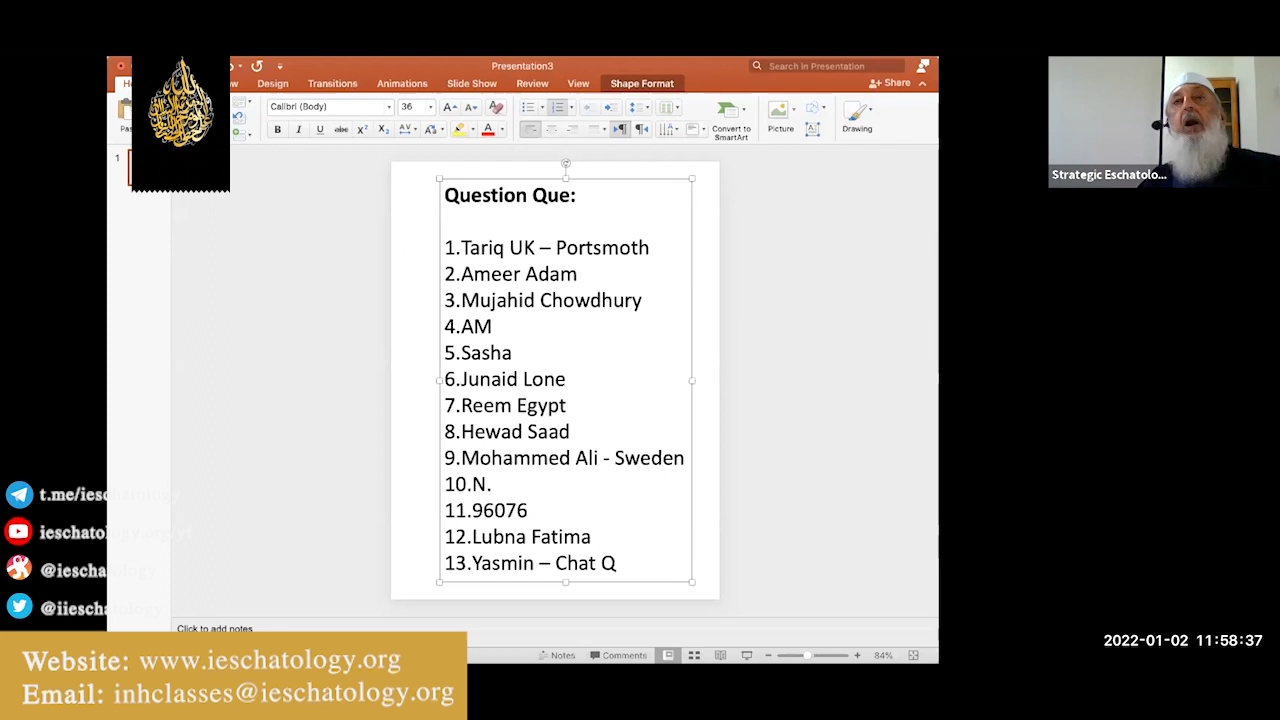 Presentation3
Search in Presentation
Design
Transitions
Animations
Slide Show
Review
View
Shape Format
Share
Calibri (Body)
36
Convert to
SmartArt
Picture
Drawing
1
Question Que:
1.Tariq UK – Portsmoth
2.Ameer Adam
3.Mujahid Chowdhury
4.AM
5.Sasha
6.Junaid Lone
7.Reem Egypt
8.Hewad Saad
9.Mohammed Ali - Sweden
10.N.
11.96076
12.Lubna Fatima
13.Yasmin – Chat Q
Strategic Eschatolo...
t.me/ieschatology
ieschatology.org/yt
@ieschatology
@iieschatology
Click to add notes
Notes
Comments
84%
2022-01-02 11:58:37
Website: www.ieschatology.org
Email: inhclasses@ieschatology.org